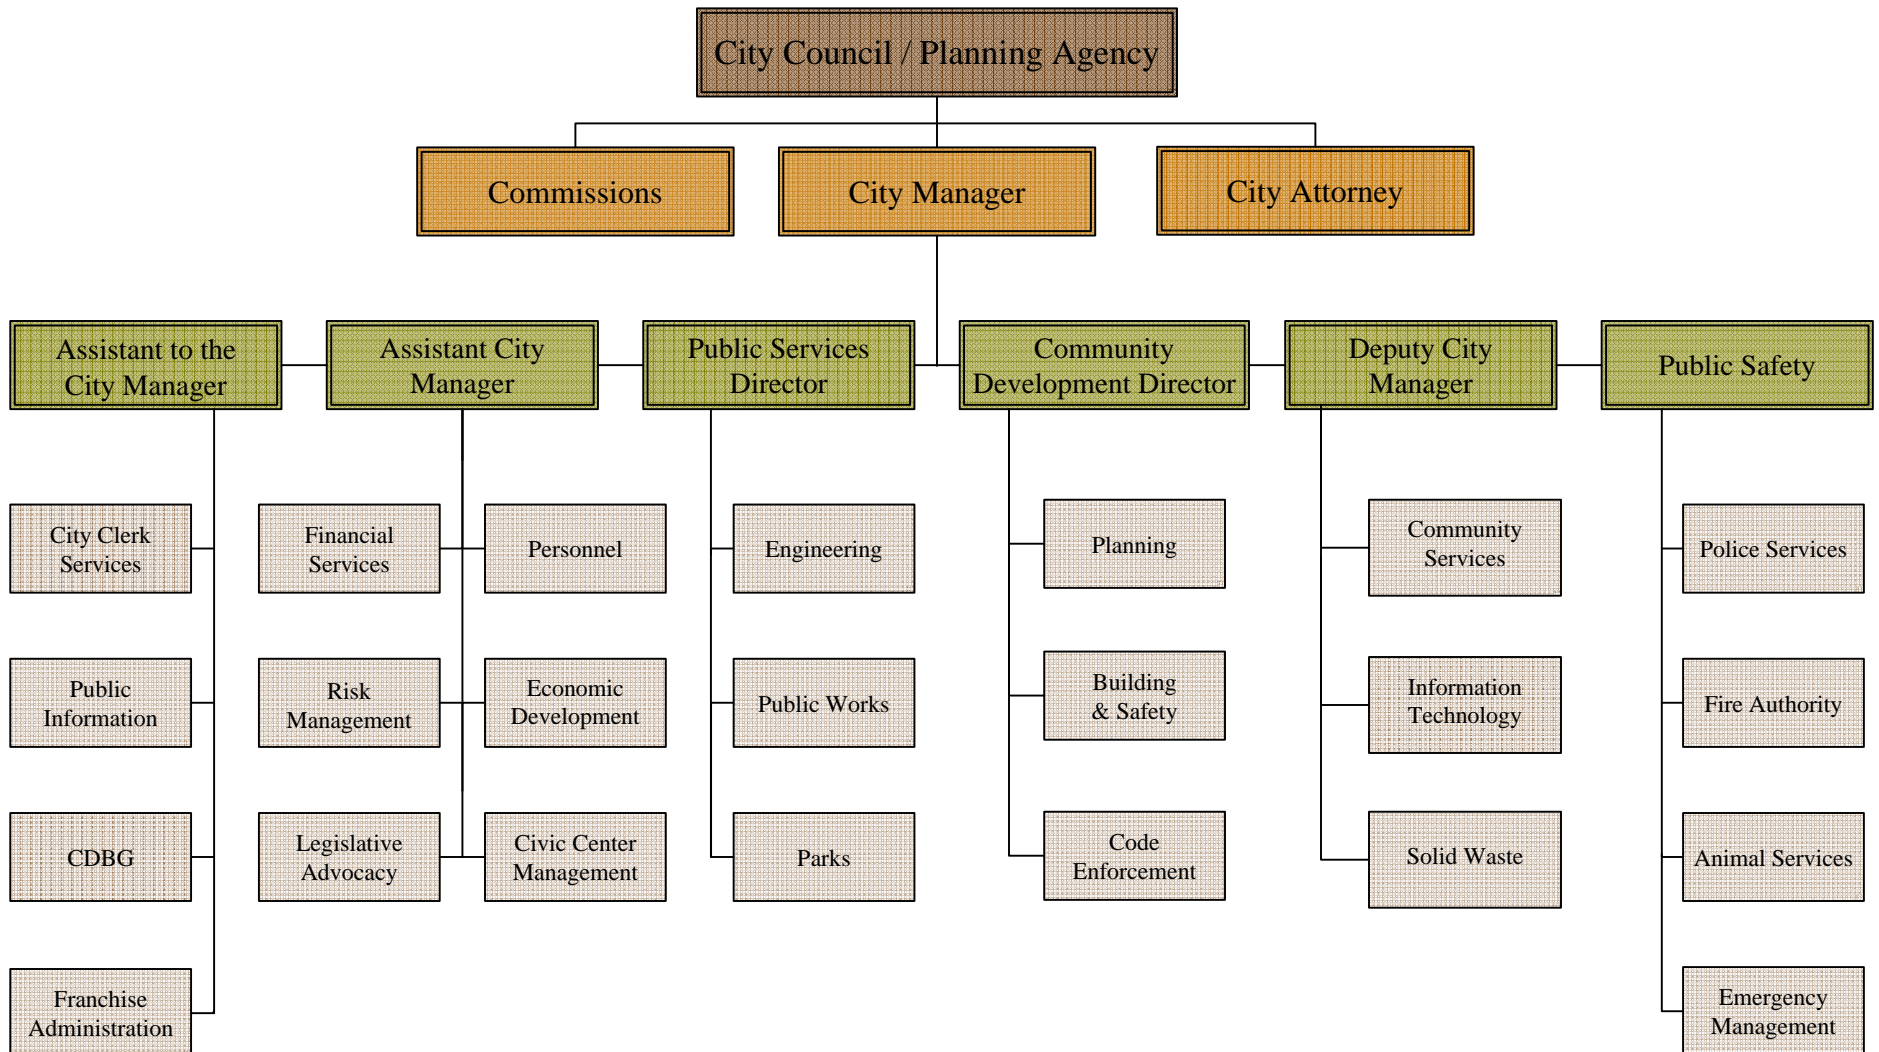 City Council / Planning Agency
Commissions
City Manager
City Attorney
Assistant to the
City Manager
Assistant City
Manager
Public Services
Director
Community
Development Director
Deputy City
Manager
Public Safety
City Clerk
Services
Public
Information
CDBG
Franchise
Administration
Financial
Services
Personnel
Risk
Management
Economic
Development
Legislative
Advocacy
Civic Center
Management
Engineering
Public Works
Parks
Planning
Building
& Safety
Code
Enforcement
Community
Services
Information
Technology
Solid Waste
Police Services
Fire Authority
Animal Services
Emergency
Management